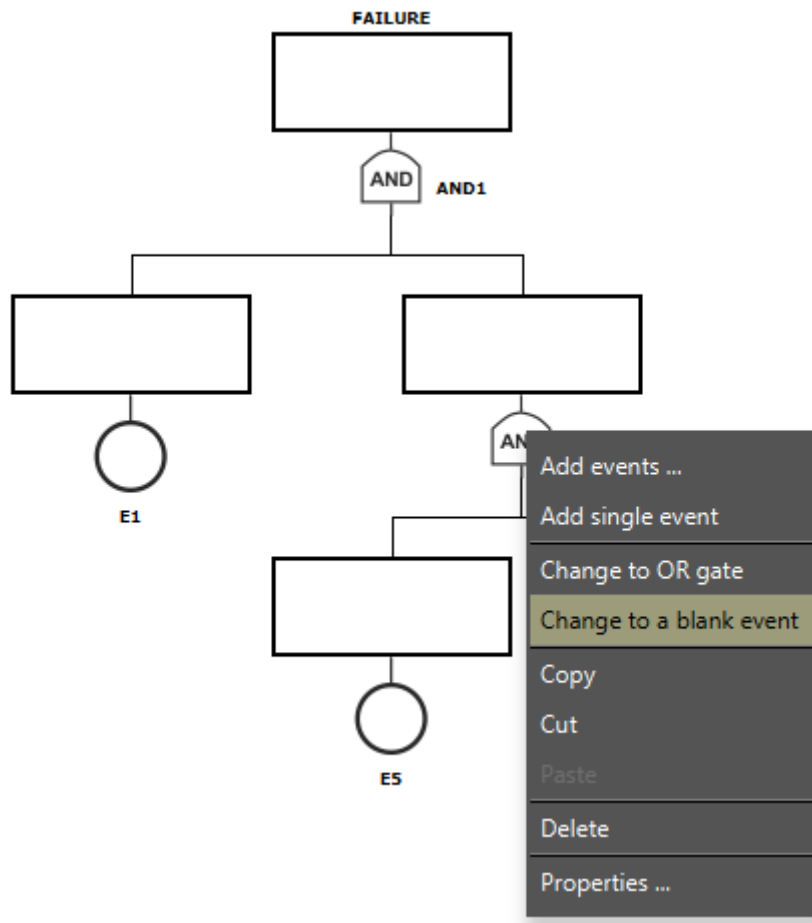 FAILURE
AND
AND1
E1
AN
Add events ...
Add single event
Change to OR gate
Change to a blank event
Copy
Cut
Paste
Delete
Properties ...
E5